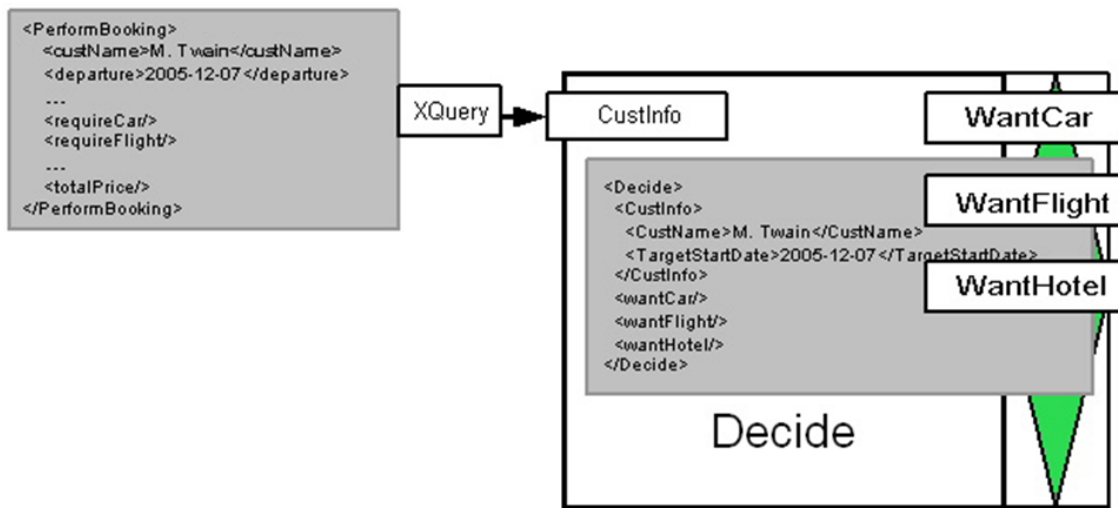 <PerformBooking>
<custName>M. Twain</custName>
<departure>2005-12-07</departure>
...
<requireCar/>
<requireFlight/>
...
<totalPrice/>
</PerformBooking>
XQuery
CustInfo
WantCar
<Decide>
<CustInfo>
WantFlight
<CustName>M. Twain</CustName>
<TargetStartDate>2005-12-07</TargetStartDate>
</CustInfo>
WantHotel
<wantCar/>
<wantFlight/>
<wantHotel/>
</Decide>
Decide